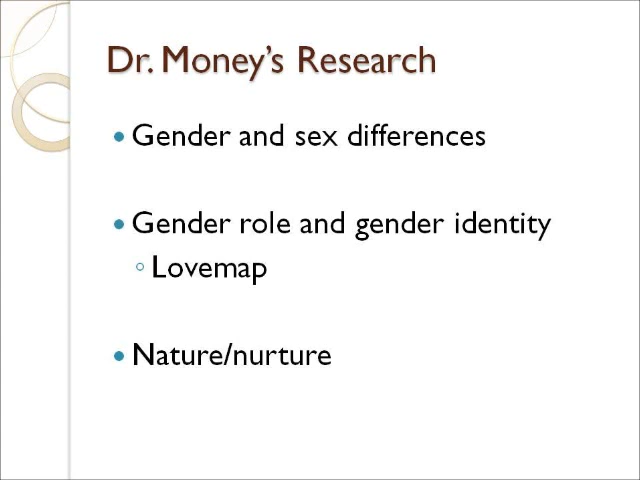 Dr. Money's Research
• Gender and sex differences
• Gender role and gender identity
◦ Lovemap
• Nature/nurture